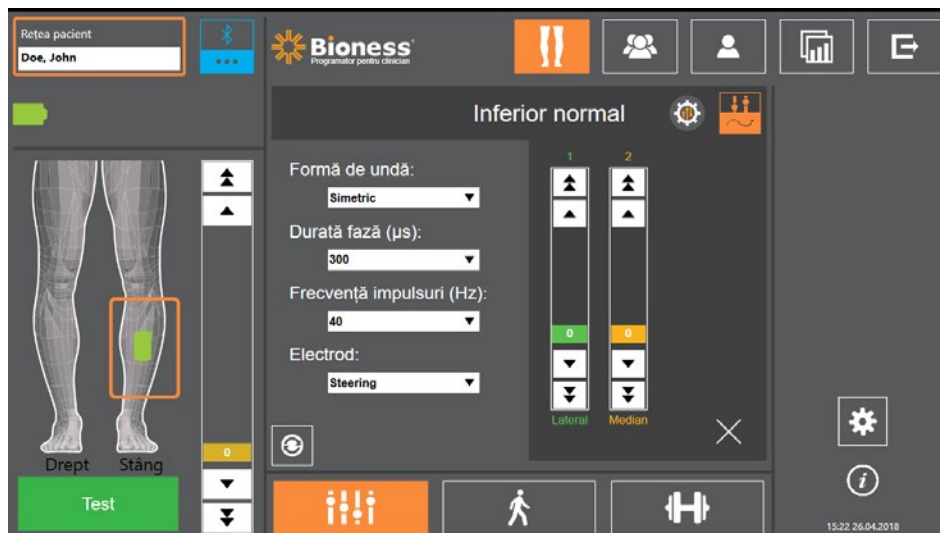 Rețea pacient
Doe, John
Bioness
Programator pentru clinician
Inferior normal
Formă de undă:
Simetric
Durată fază (µs):
300
Frecvență impulsuri (Hz):
40
Electrod:
Steering
1 2
0 0
Lateral Median
Drept Stâng
0
Test
15:22 26.04.2018